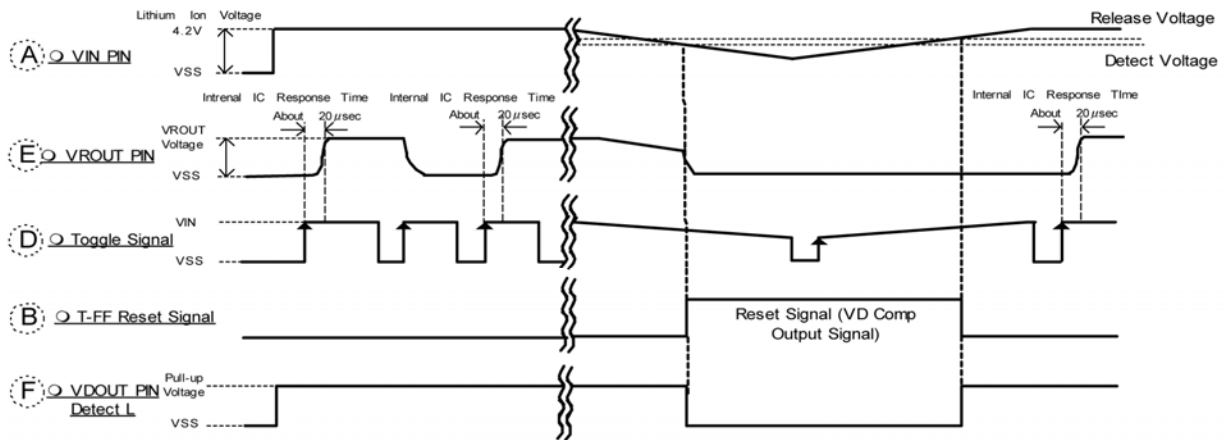 Lithium Ion Voltage
4.2V
Release Voltage
A ○ VIN PIN
Detect Voltage
VSS
Intrenal IC Response Time
Internal IC Response Time
Internal IC Response TIme
About 20μsec
About 20μsec
About 20μsec
VROUT
Voltage
E ○ VROUT PIN
VSS
VIN
D ○ Toggle Signal
VSS
B ○ T-FF Reset Signal
Reset Signal (VD Comp
Output Signal)
Pull-up
F ○ VDOUT PIN Voltage
Detect L
VSS